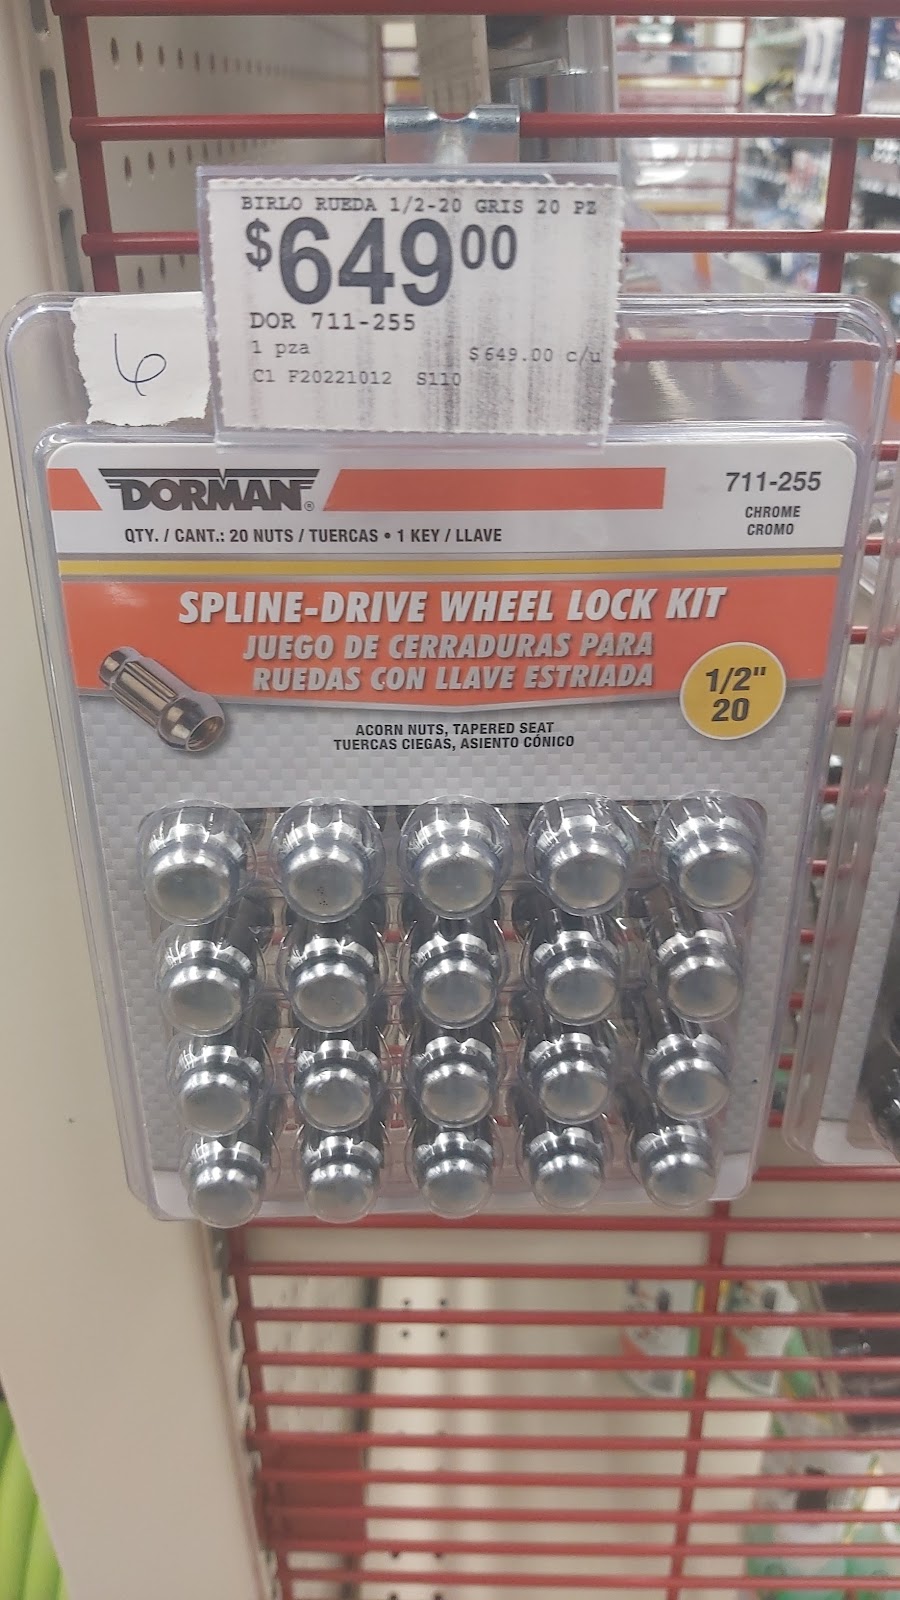 BIRLO RUEDA 1/2-20 GRIS 20 PZ
$649.00
DOR 711-255
1 pza $649.00 c/u
C1 F20221012 S110
6
DORMAN®
711-255
CHROME
CROMO
QTY. / CANT.: 20 NUTS / TUERCAS • 1 KEY / LLAVE
SPLINE-DRIVE WHEEL LOCK KIT
JUEGO DE CERRADURAS PARA
RUEDAS CON LLAVE ESTRIADA
1/2"
20
ACORN NUTS, TAPERED SEAT
TUERCAS CIEGAS, ASIENTO CÓNICO